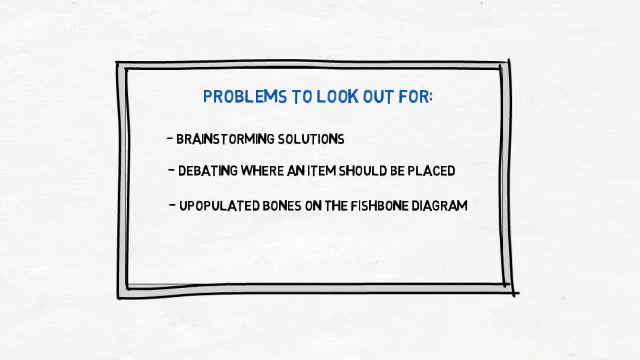 PROBLEMS TO LOOK OUT FOR:
- BRAINSTORMING SOLUTIONS
- DEBATING WHERE AN ITEM SHOULD BE PLACED
- UPOPULATED BONES ON THE FISHBONE DIAGRAM